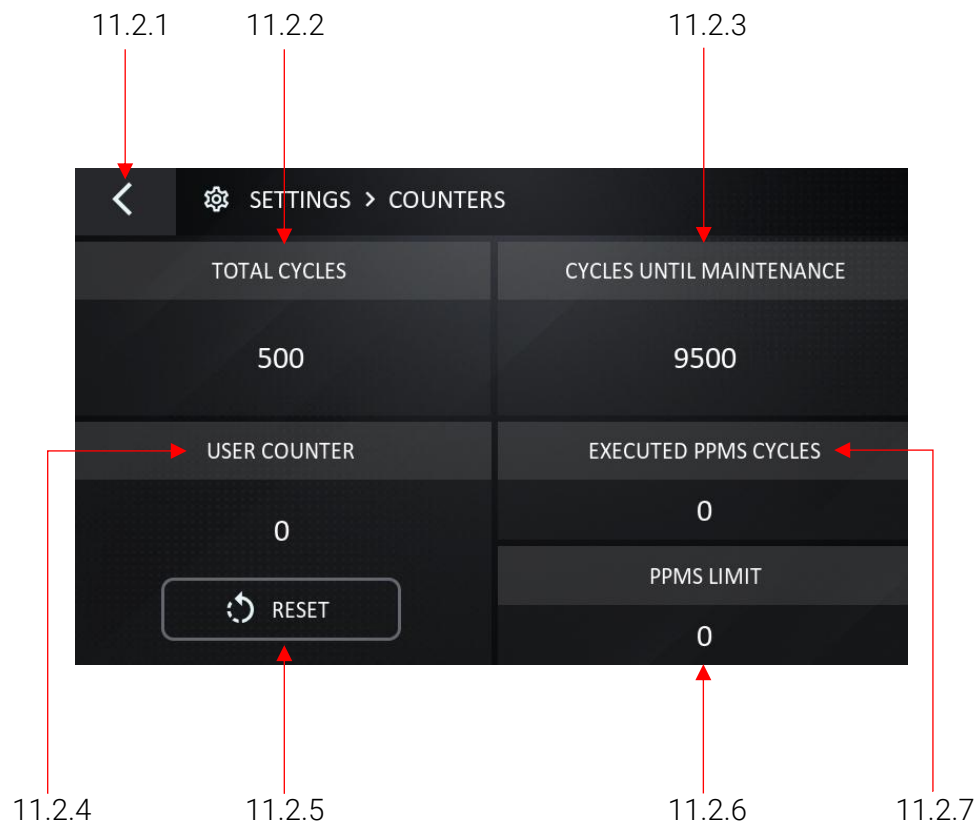 11.2.1 11.2.2 11.2.3
SETTINGS > COUNTERS
TOTAL CYCLES
500
CYCLES UNTIL MAINTENANCE
9500
USER COUNTER
0
RESET
EXECUTED PPMS CYCLES
0
PPMS LIMIT
0
11.2.4 11.2.5 11.2.6 11.2.7